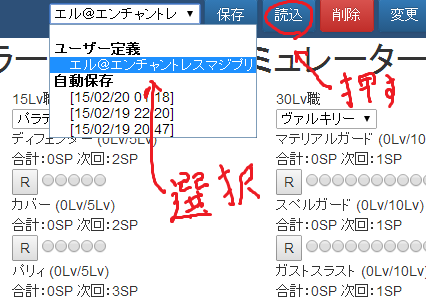 エル@エンチャントレ 保存 読込 削除 変更
ユーザー定義
エル@エンチャントレスマジブリ
自動保存
[15/02/20 0 :18]
[15/02/19 22:20]
[15/02/19 20:47]
ラー ミュレーター
押す
選択
15Lv職 30Lv職
パラデ ヴァルキリー
ディフェンダー (0Lv/5Lv) マテリアルガード (0Lv/10Lv)
合計:0SP 次回:2SP 合計:0SP 次回:1SP
R R
カバー (0Lv/5Lv) スペルガード (0Lv/10Lv)
合計:0SP 次回:2SP 合計:0SP 次回:1SP
R R
パリィ (0Lv/5Lv) ガストスラスト (0Lv/10Lv)
合計:0SP 次回:3SP 合計:0SP 次回:1SP